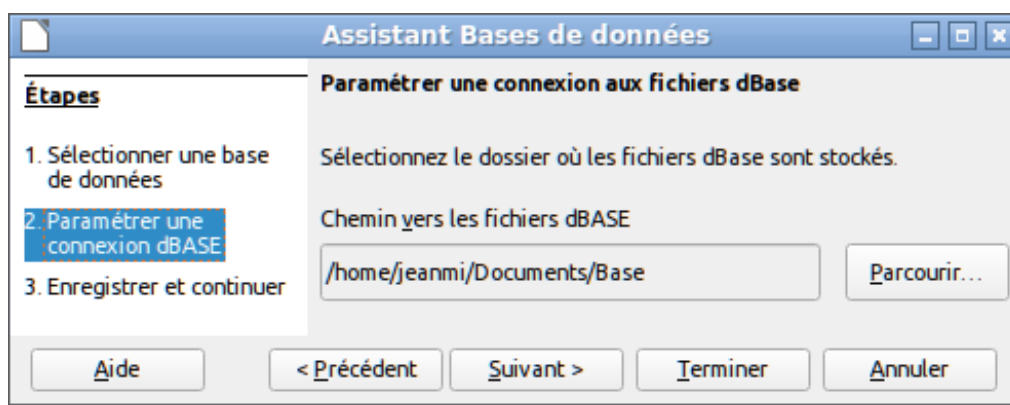 Assistant Bases de données
Étapes
1. Sélectionner une base
de données
2. Paramétrer une
connexion dBASE
3. Enregistrer et continuer
Paramétrer une connexion aux fichiers dBase
Sélectionnez le dossier où les fichiers dBase sont stockés.
Chemin vers les fichiers dBASE
/home/jeanmi/Documents/Base
Parcourir...
Aide
< Précédent
Suivant >
Terminer
Annuler